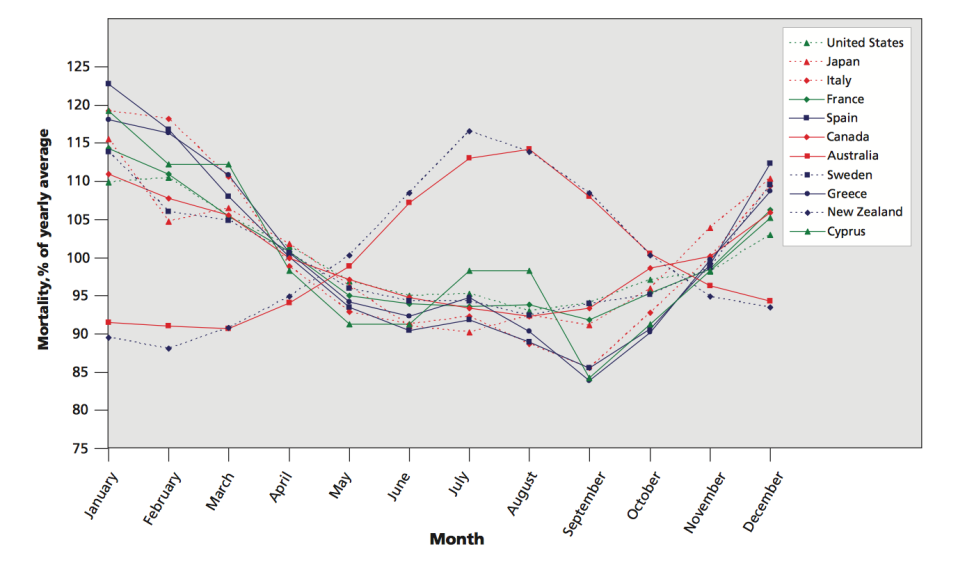 Mortality, % of yearly average
125
120
115
110
105
100
95
90
85
80
75
January
February
March
April
May
June
July
August
September
October
November
December
Month
United States
Japan
Italy
France
Spain
Canada
Australia
Sweden
Greece
New Zealand
Cyprus